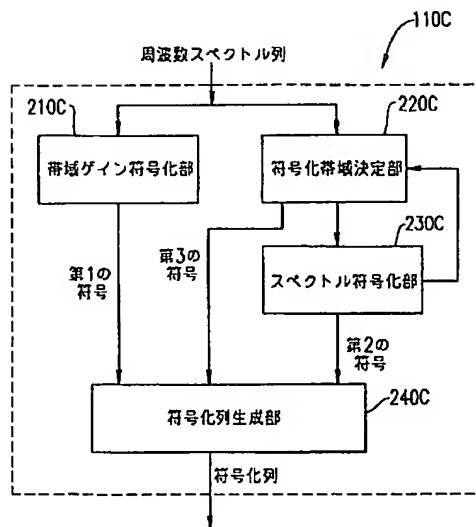 110C
周波数スペクトル列
210C
220C
帯域ゲイン符号化部
符号化帯域決定部
230C
スペクトル符号化部
第1の
符号
第3の
符号
第2の
符号
240C
符号化列生成部
符号化列